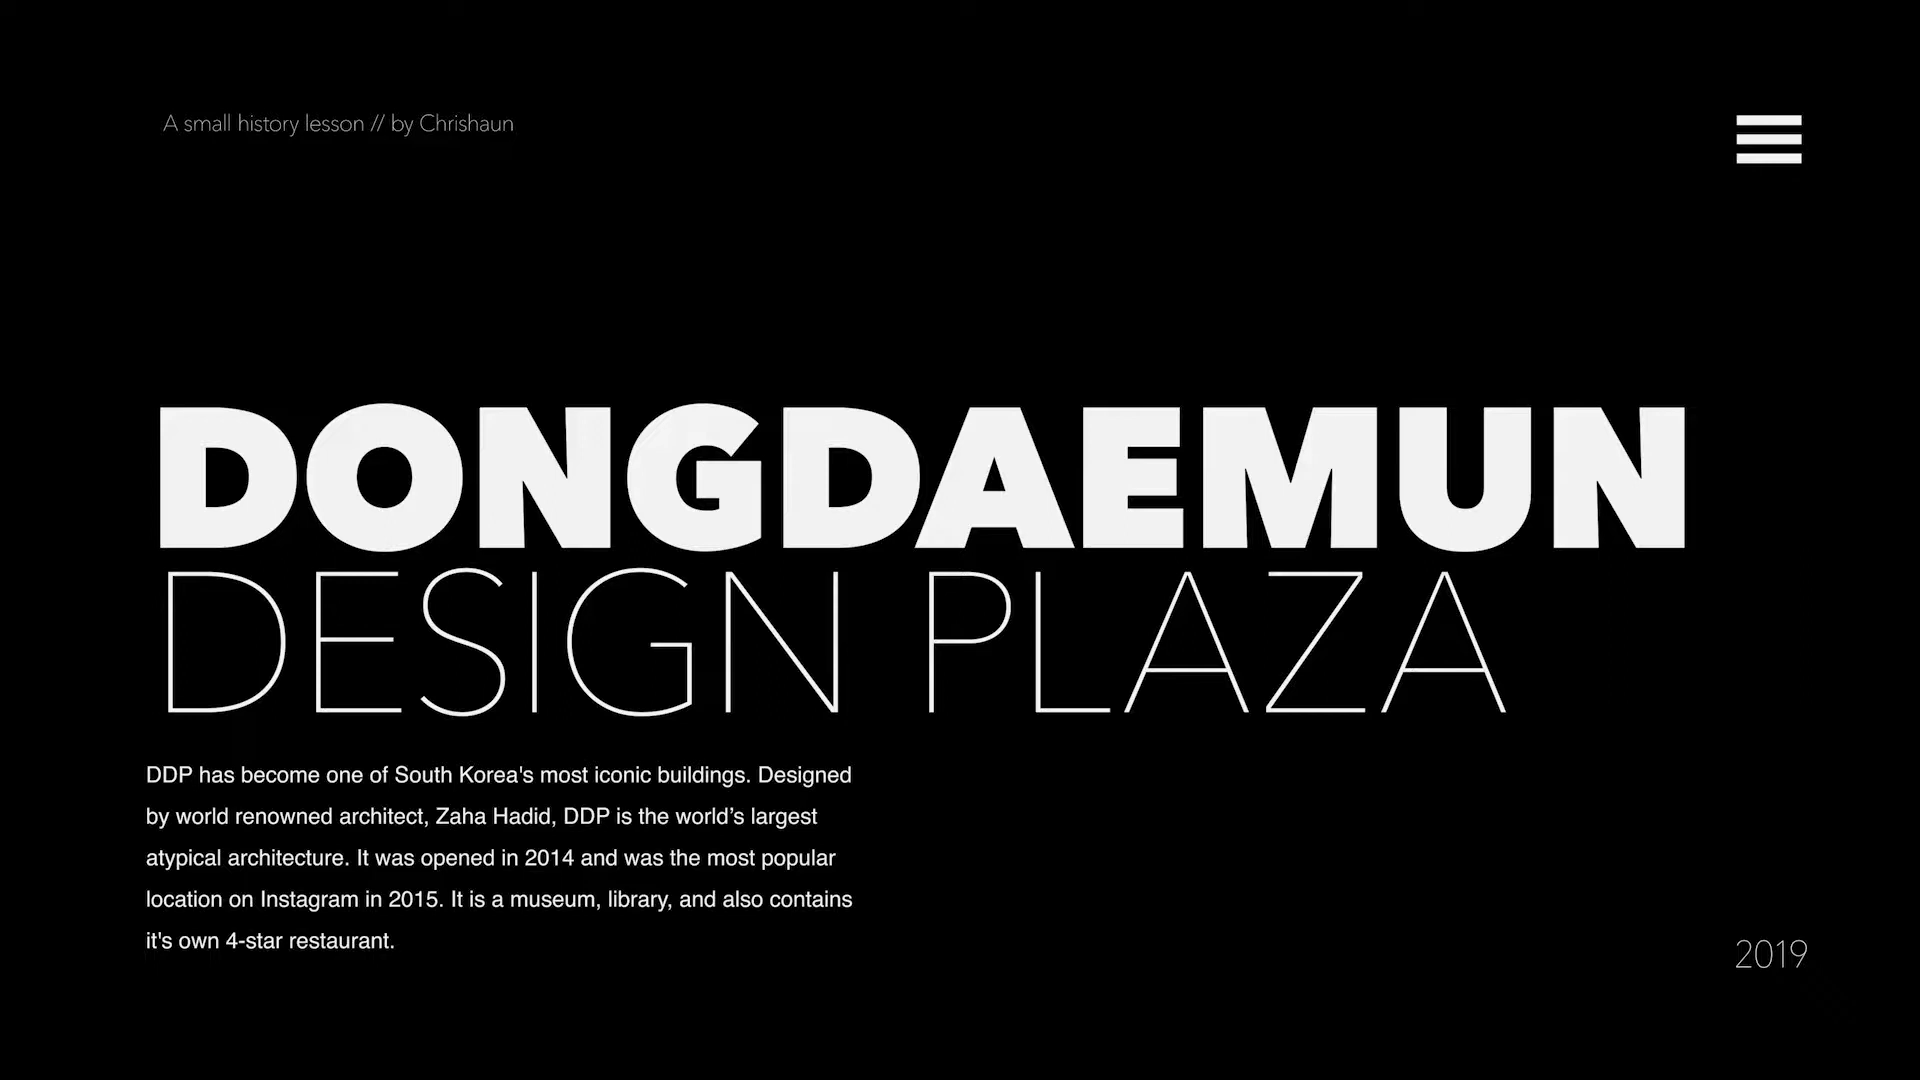 A small history lesson // by Chrishaun
DONGDAEMUN
DESIGN PLAZA
DDP has become one of South Korea's most iconic buildings. Designed
by world renowned architect, Zaha Hadid, DDP is the world’s largest
atypical architecture. It was opened in 2014 and was the most popular
location on Instagram in 2015. It is a museum, library, and also contains
it's own 4-star restaurant.
2019